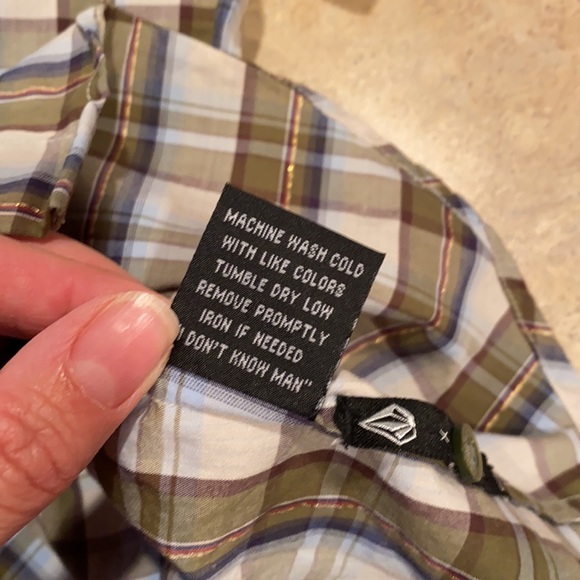 MACHINE WASH COLD
WITH LIKE COLORS
TUMBLE DRY LOW
REMOVE PROMPTLY
IRON IF NEEDED
DON'T KNOW MAN"
X